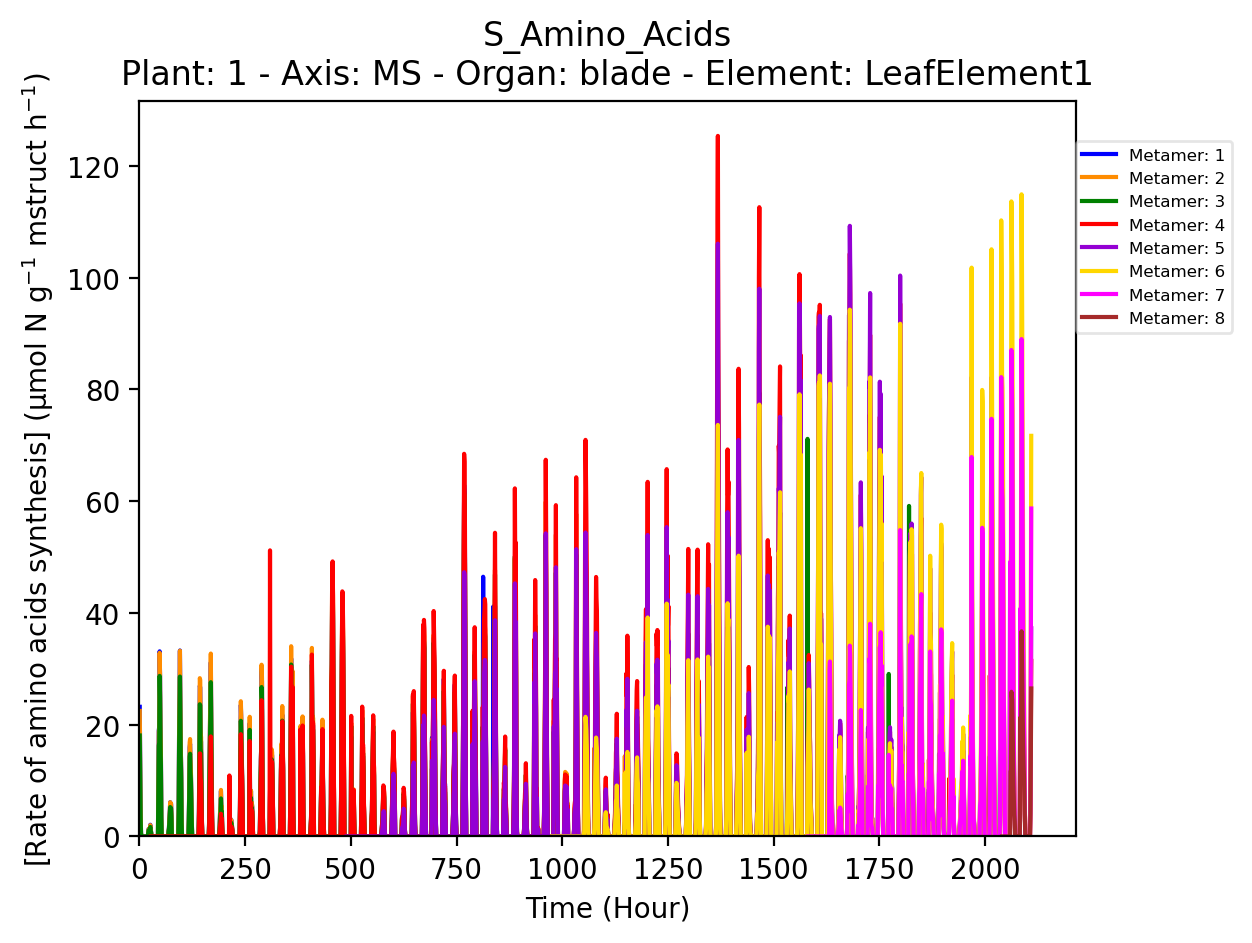 S_Amino_Acids
Plant: 1 - Axis: MS - Organ: blade - Element: LeafElement1
[Rate of amino acids synthesis] (µmol N g⁻¹ mstruct h⁻¹)
120
100
80
60
40
20
0
0 250 500 750 1000 1250 1500 1750 2000
Time (Hour)
Metamer: 1
Metamer: 2
Metamer: 3
Metamer: 4
Metamer: 5
Metamer: 6
Metamer: 7
Metamer: 8